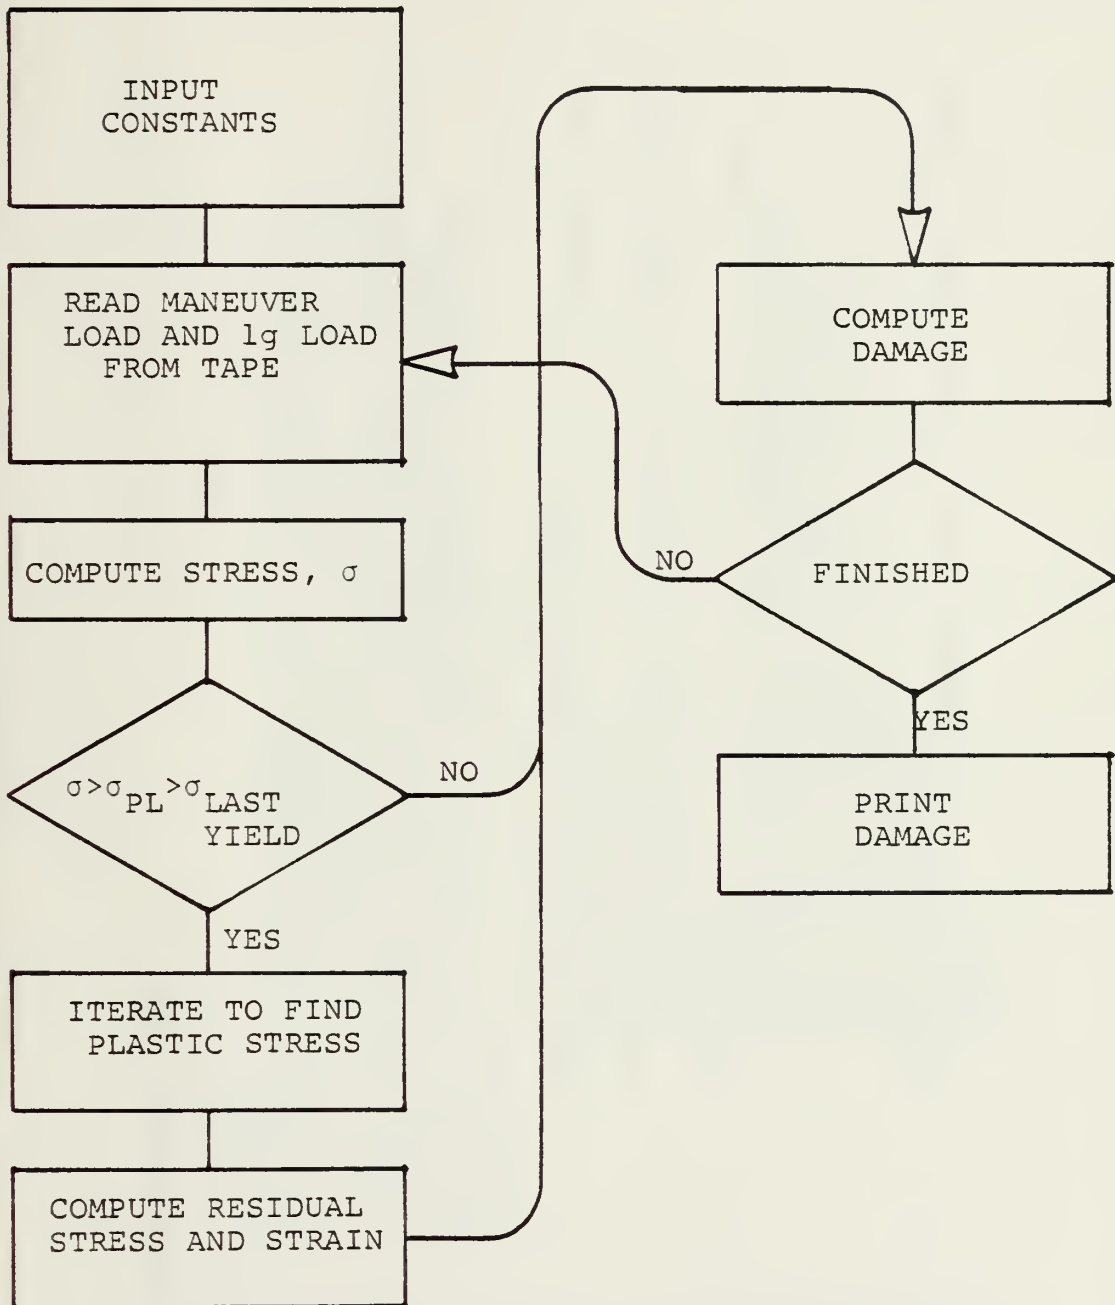 INPUT
CONSTANTS
READ MANEUVER
LOAD AND 1g LOAD
FROM TAPE
COMPUTE STRESS, σ
σ>σPL>σLAST
YIELD
NO
YES
ITERATE TO FIND
PLASTIC STRESS
COMPUTE RESIDUAL
STRESS AND STRAIN
COMPUTE
DAMAGE
FINISHED
NO
YES
PRINT
DAMAGE